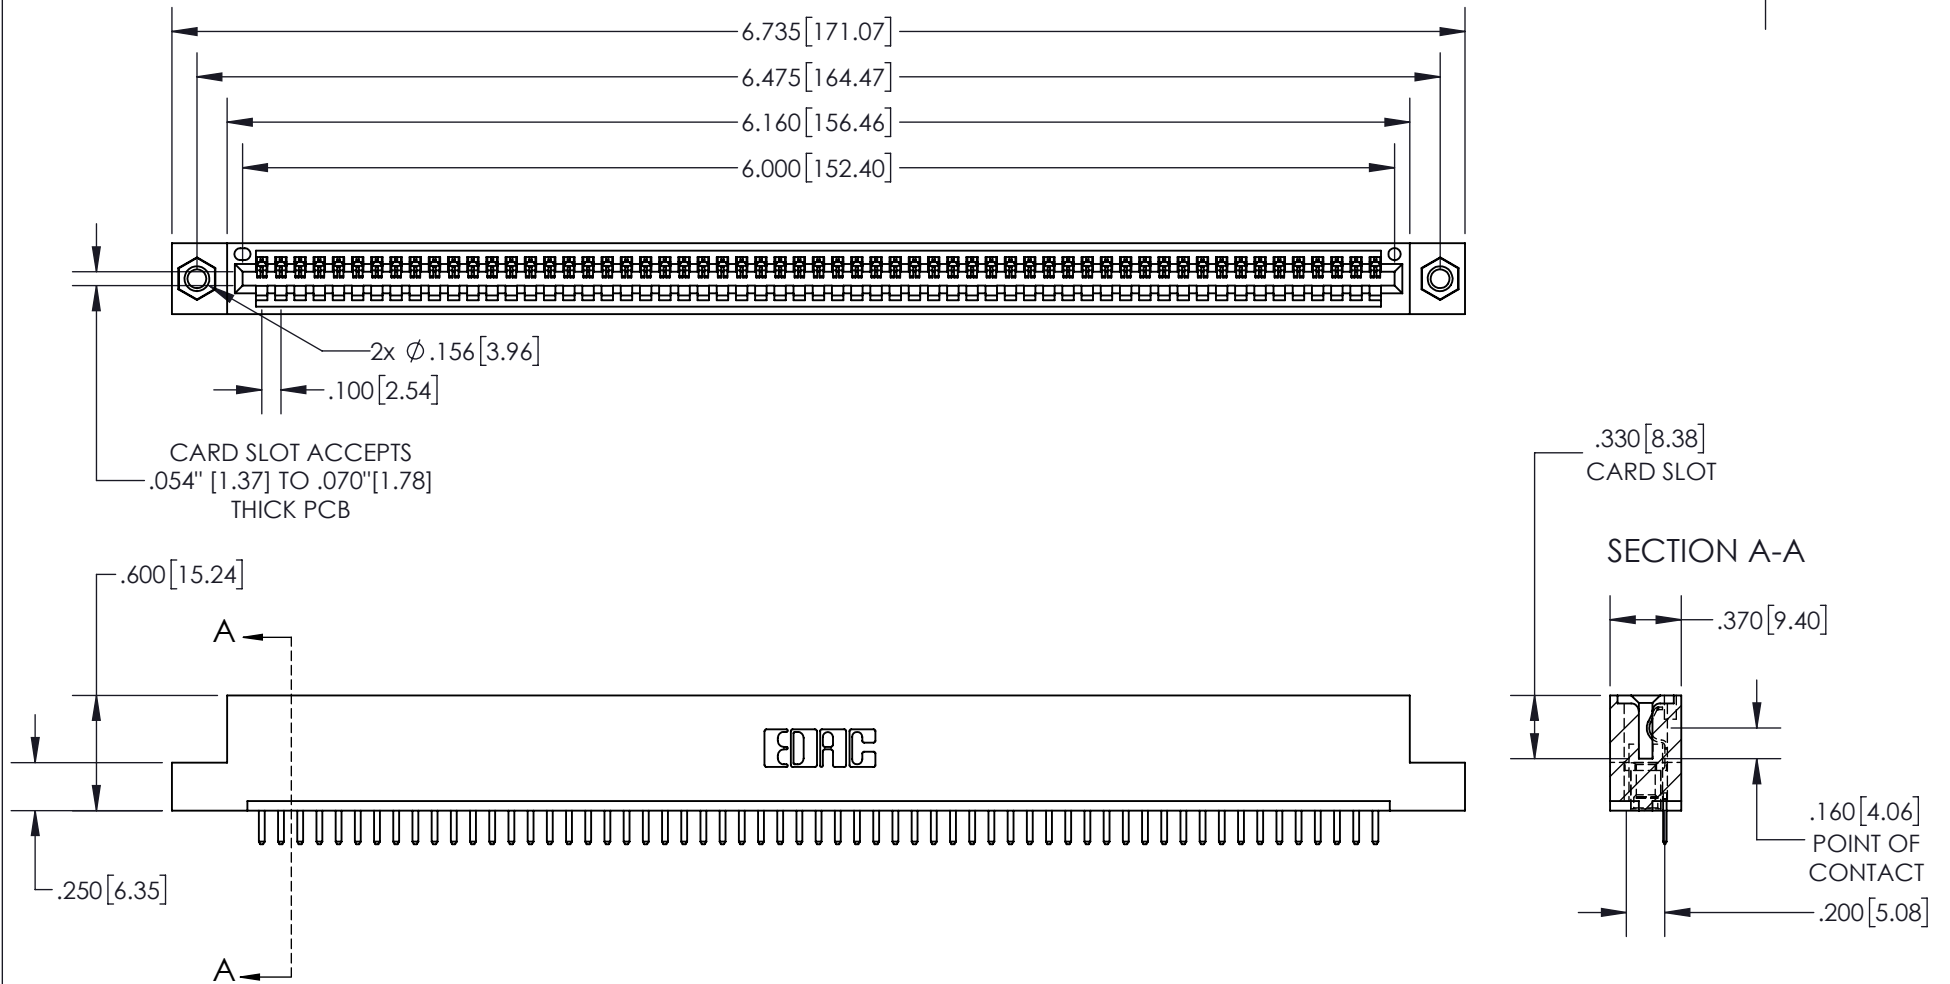 6.735[171.07]
6.475[164.47]
6.160[156.46]
6.000[152.40]
2x ∅.156[3.96]
.100[2.54]
CARD SLOT ACCEPTS
.054" [1.37] TO .070"[1.78]
THICK PCB
.330[8.38]
CARD SLOT
SECTION A-A
.600[15.24]
.370[9.40]
A
EDAC
.160[4.06]
POINT OF
CONTACT
.250[6.35]
.200[5.08]
A